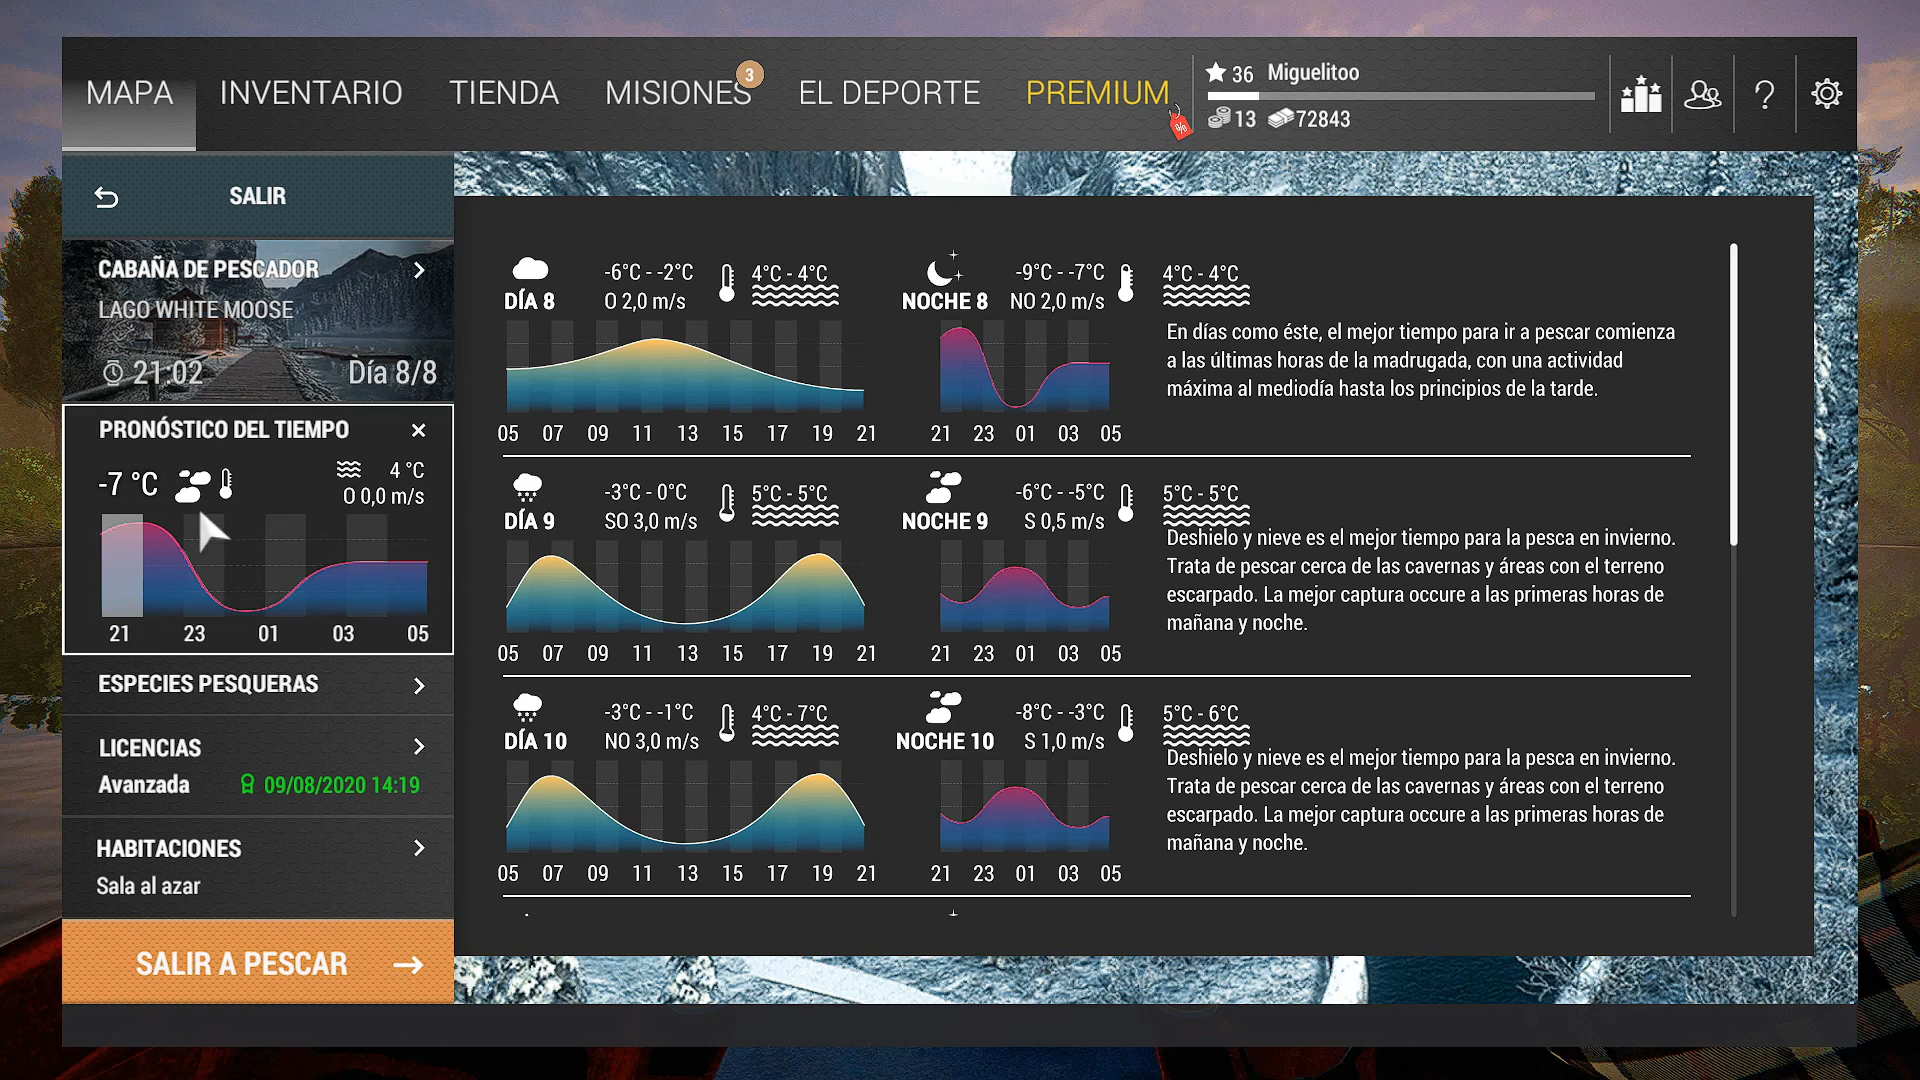 MAPA
INVENTARIO
TIENDA
MISIONES
3
EL DEPORTE
PREMIUM
%
36 Miguelitoo
13 72843
?
SALIR
CABAÑA DE PESCADOR
LAGO WHITE MOOSE
21:02 Día 8/8
PRONÓSTICO DEL TIEMPO
-7 °C
4 °C
O 0,0 m/s
21 23 01 03 05
ESPECIES PESQUERAS
LICENCIAS
Avanzada 09/08/2020 14:19
HABITACIONES
Sala al azar
SALIR A PESCAR
DÍA 8
-6°C - -2°C
O 2,0 m/s
4°C - 4°C
05 07 09 11 13 15 17 19 21
NOCHE 8
-9°C - -7°C
NO 2,0 m/s
4°C - 4°C
21 23 01 03 05
En días como éste, el mejor tiempo para ir a pescar comienza
a las últimas horas de la madrugada, con una actividad
máxima al mediodía hasta los principios de la tarde.
DÍA 9
-3°C - 0°C
SO 3,0 m/s
5°C - 5°C
05 07 09 11 13 15 17 19 21
NOCHE 9
-6°C - -5°C
S 0,5 m/s
5°C - 5°C
21 23 01 03 05
Deshielo y nieve es el mejor tiempo para la pesca en invierno.
Trata de pescar cerca de las cavernas y áreas con el terreno
escarpado. La mejor captura occure a las primeras horas de
mañana y noche.
DÍA 10
-3°C - -1°C
NO 3,0 m/s
4°C - 7°C
05 07 09 11 13 15 17 19 21
NOCHE 10
-8°C - -3°C
S 1,0 m/s
5°C - 6°C
21 23 01 03 05
Deshielo y nieve es el mejor tiempo para la pesca en invierno.
Trata de pescar cerca de las cavernas y áreas con el terreno
escarpado. La mejor captura occure a las primeras horas de
mañana y noche.